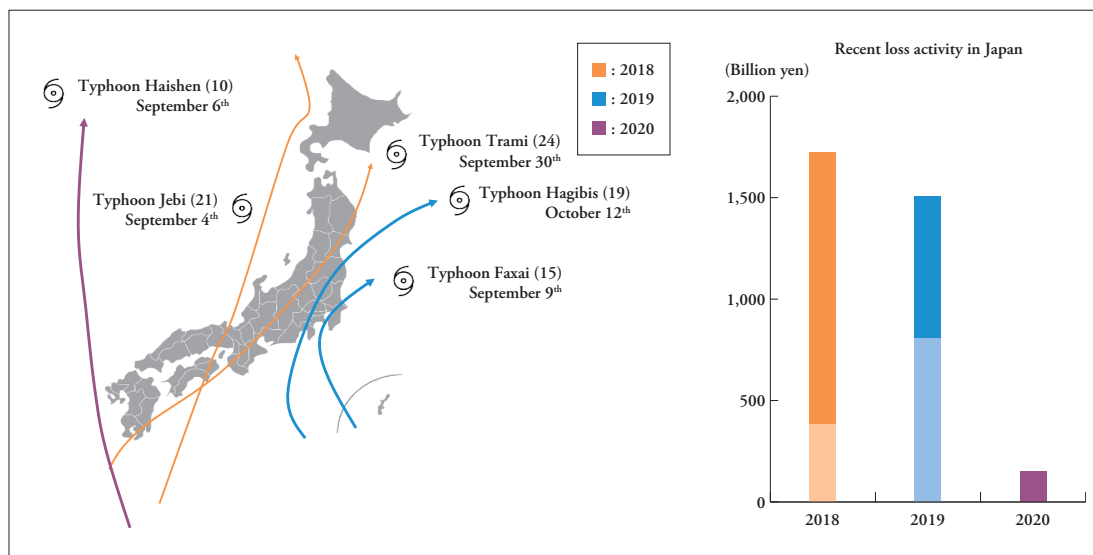 Typhoon Haishen (10)
September 6th
Typhoon Jebi (21)
September 4th
Typhoon Trami (24)
September 30th
Typhoon Hagibis (19)
October 12th
Typhoon Faxai (15)
September 9th
: 2018
: 2019
: 2020
Recent loss activity in Japan
(Billion yen)
2,000
1,500
1,000
500
0
2018 2019 2020